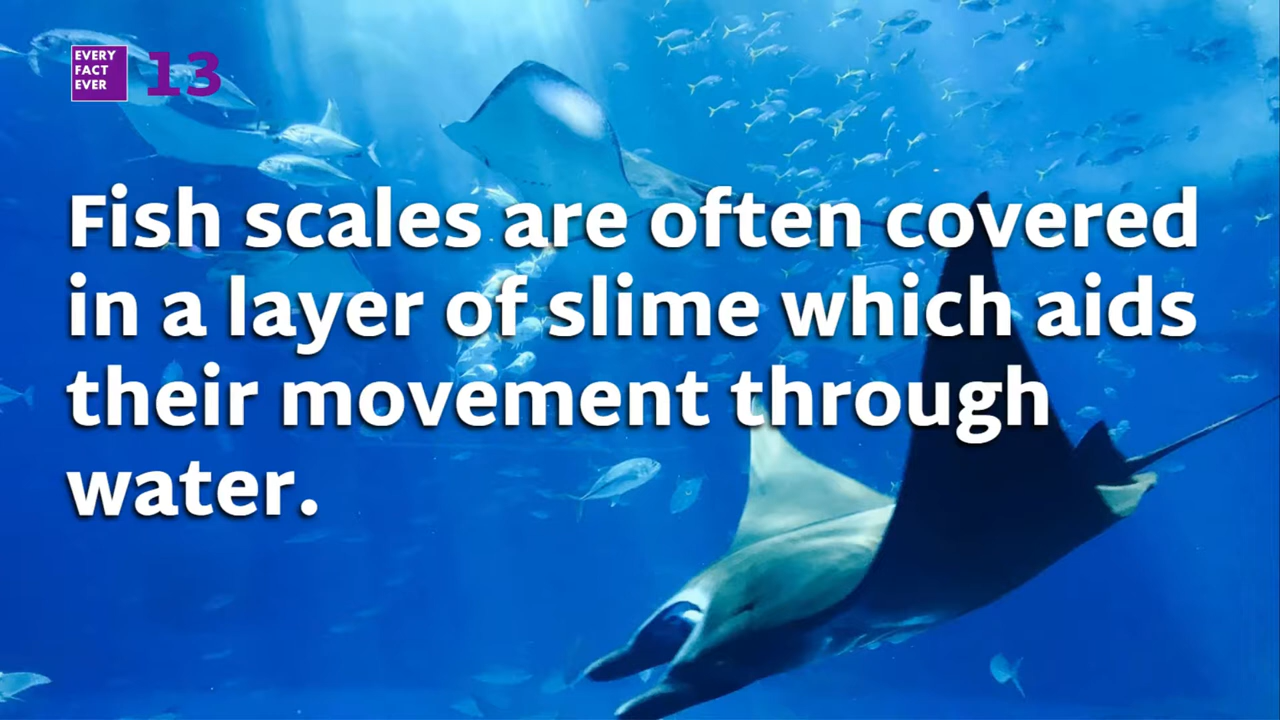 EVERY
FACT
EVER
13
Fish scales are often covered
in a layer of slime which aids
their movement through
water.